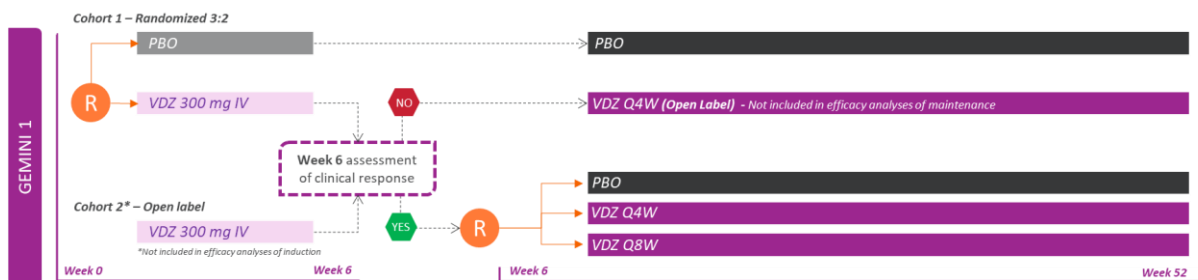 GEMINI 1
Cohort 1 – Randomized 3:2
PBO
PBO
R
VDZ 300 mg IV
NO
VDZ Q4W (Open Label) - Not included in efficacy analyses of maintenance
Week 6 assessment
of clinical response
PBO
Cohort 2* – Open label
VDZ Q4W
VDZ 300 mg IV
YES
R
VDZ Q8W
*Not included in efficacy analyses of induction
Week 0
Week 6
Week 6
Week 52